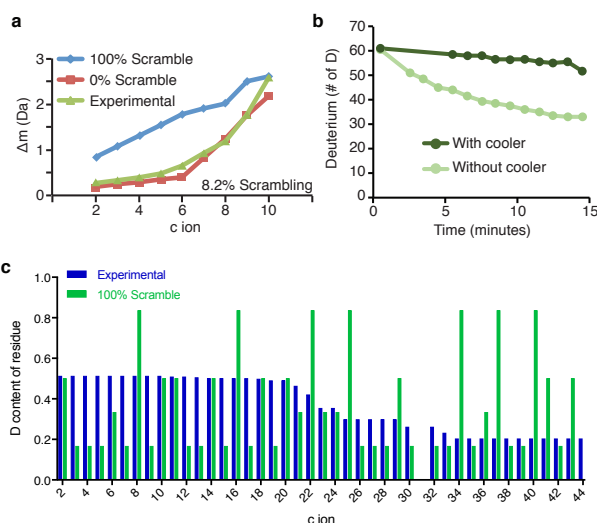 a
Δm (Da)
3
2
1
0
100% Scramble
0% Scramble
Experimental
8.2% Scrambling
2 4 6 8 10
c ion
b
Deuterium (# of D)
70
60
50
40
30
20
10
0
With cooler
Without cooler
0 5 10 15
Time (minutes)
c
D content of residue
1.0
0.8
0.6
0.4
0.2
0.0
Experimental
100% Scramble
2 4 6 8 10 12 14 16 18 20 22 24 26 28 30 32 34 36 38 40 42 44
c ion